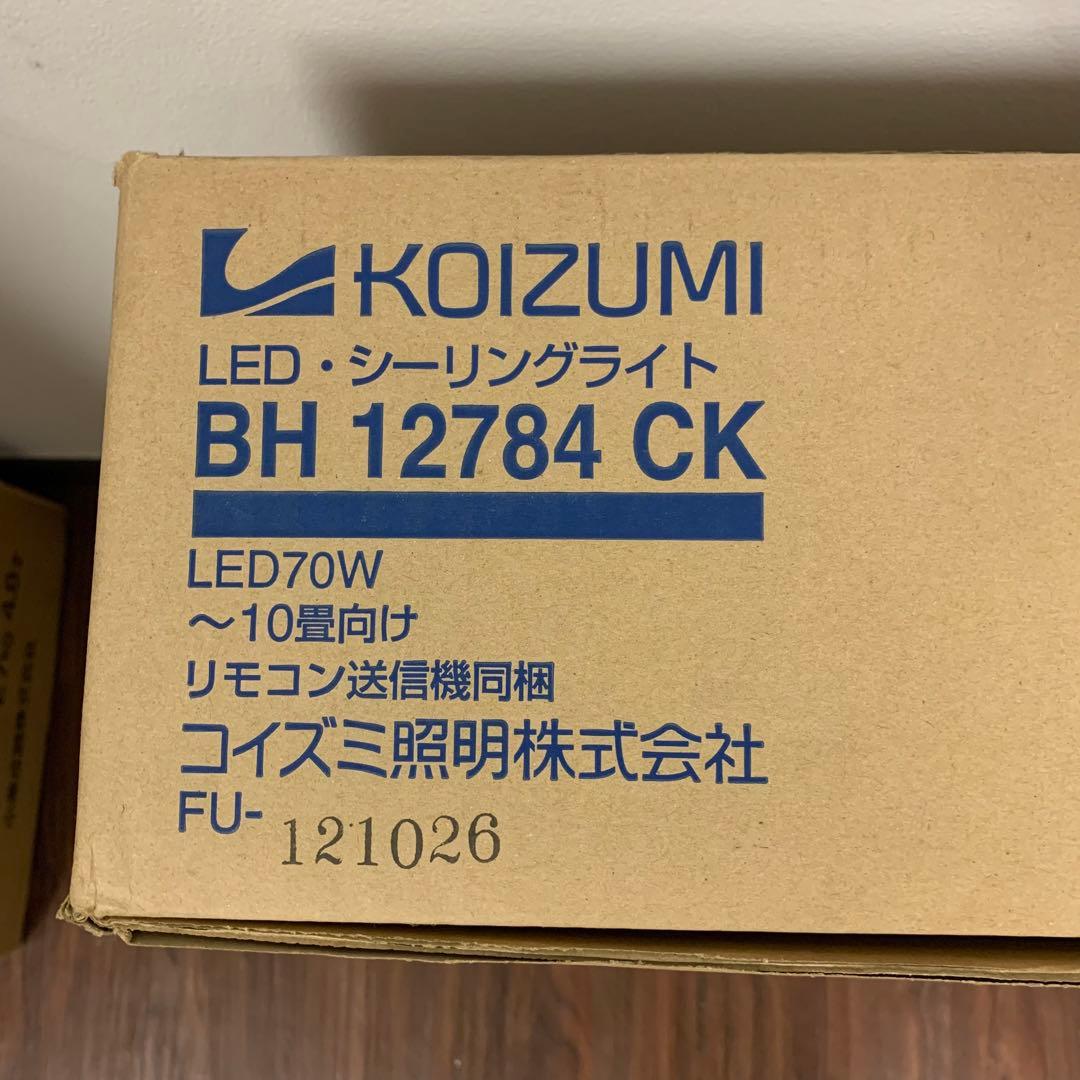 KOIZUMI
LED・シーリングライト
BH 12784 CK
LED70W
～10畳向け
リモコン送信機同梱
コイズミ照明株式会社
FU- 121026